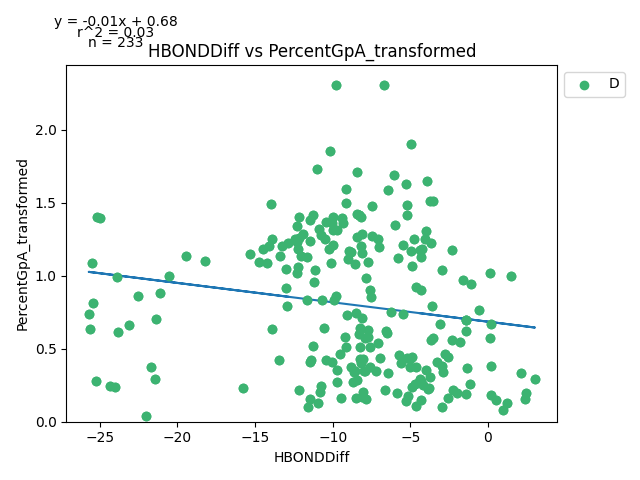 y = -0.01x + 0.68
r^2 = 0.03
n = 233
HBONDDiff vs PercentGpA_transformed
D
PercentGpA_transformed
2.0
1.5
1.0
0.5
0.0
−25 −20 −15 −10 −5 0
HBONDDiff